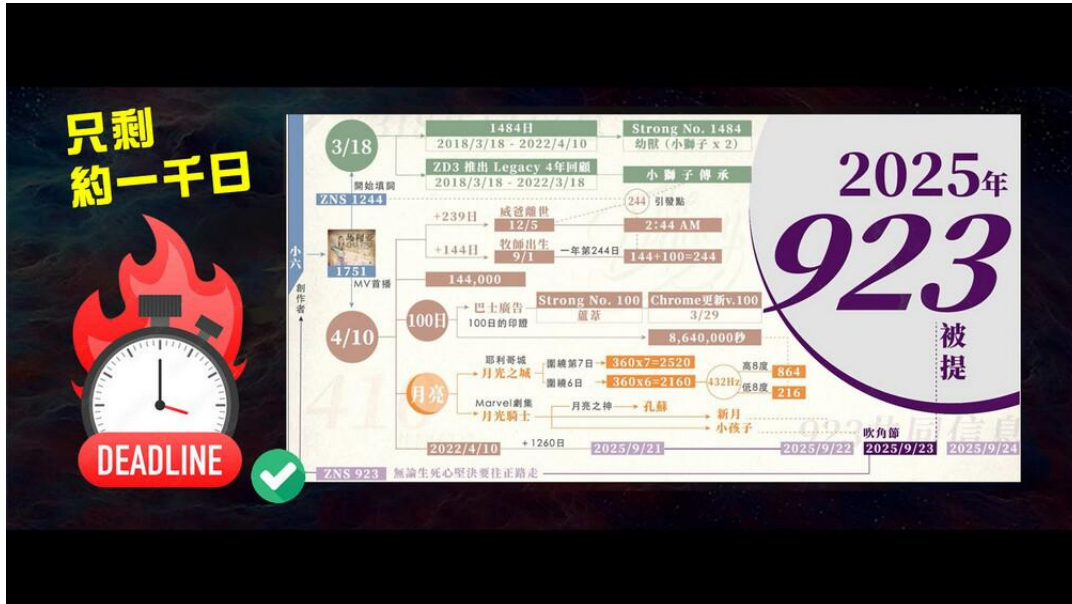 只剩
約一千日
DEADLINE
3/18
1484日
2018/3/18 - 2022/4/10
Strong No. 1484
幼獸（小獅子 x 2）
ZD3 推出 Legacy 4年回顧
2018/3/18 - 2022/3/18
小獅子傳承
開始填詞
ZNS 1244
244
引發點
+239日
威爸離世
12/5
2:44 AM
+144日
牧師出生
9/1
一年第244日
144+100=244
小六
創作者
1751
MV首播
144,000
4/10
100日
巴士廣告
100日的印證
Strong No. 100
蘆葦
Chrome更新v.100
3/29
8,640,000秒
月亮
耶利哥城
月光之城
圍繞第7日
360x7=2520
圍繞6日
360x6=2160
432Hz
高8度
864
低8度
216
Marvel劇集
月光騎士
月光之神
孔蘇
新月
小孩子
2022/4/10
+1260日
2025/9/21
2025/9/22
吹角節
2025/9/23
2025/9/24
ZNS 923
無論生死心堅決要往正路走
2025年
923
被提